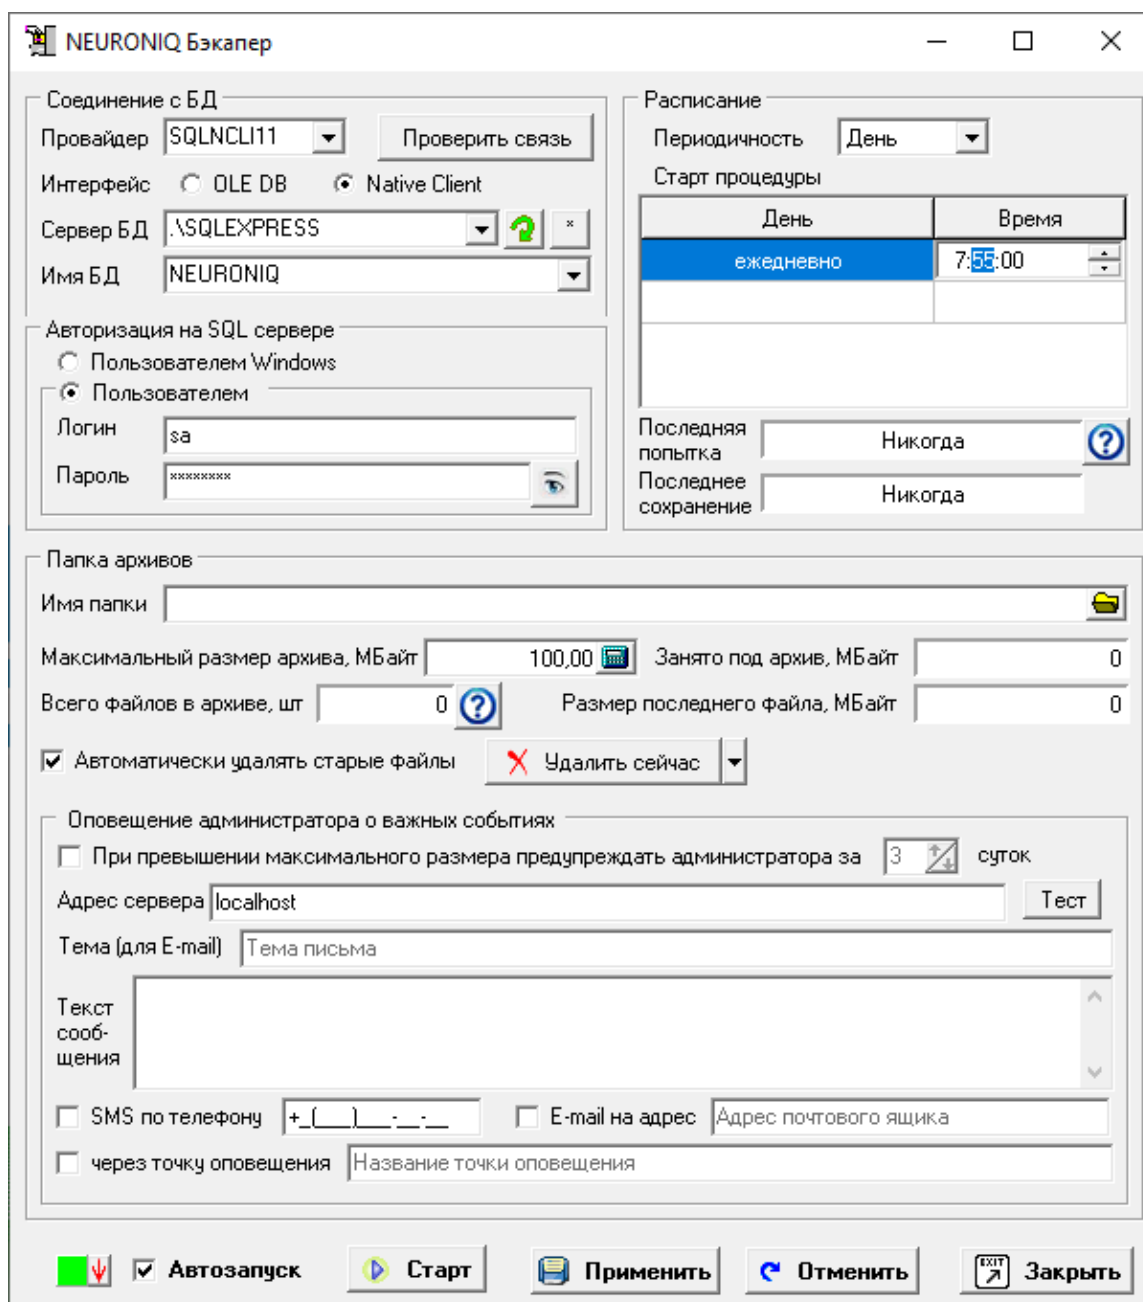 NEURONIQ Бэкапер
Соединение с БД
Провайдер SQLNCLI11 Проверить связь
Интерфейс OLE DB Native Client
Сервер БД .\SQLEXPRESS *
Имя БД NEURONIQ
Авторизация на SQL сервере
Пользователем Windows
Пользователем
Логин sa
Пароль ××××××××
Расписание
Периодичность День
Старт процедуры
День Время
ежедневно 7:55:00
Последняя попытка Никогда
Последнее сохранение Никогда
Папка архивов
Имя папки
Максимальный размер архива, МБайт 100,00 Занято под архив, МБайт 0
Всего файлов в архиве, шт 0 Размер последнего файла, МБайт 0
Автоматически удалять старые файлы Удалить сейчас
Оповещение администратора о важных событиях
При превышении максимального размера предупреждать администратора за 3 суток
Адрес сервера localhost Тест
Тема (для E-mail) Тема письма
Текст
сооб-
щения
SMS по телефону +_(___)___-_-__ E-mail на адрес Адрес почтового ящика
через точку оповещения Название точки оповещения
Автозапуск Старт Применить Отменить EXIT Закрыть